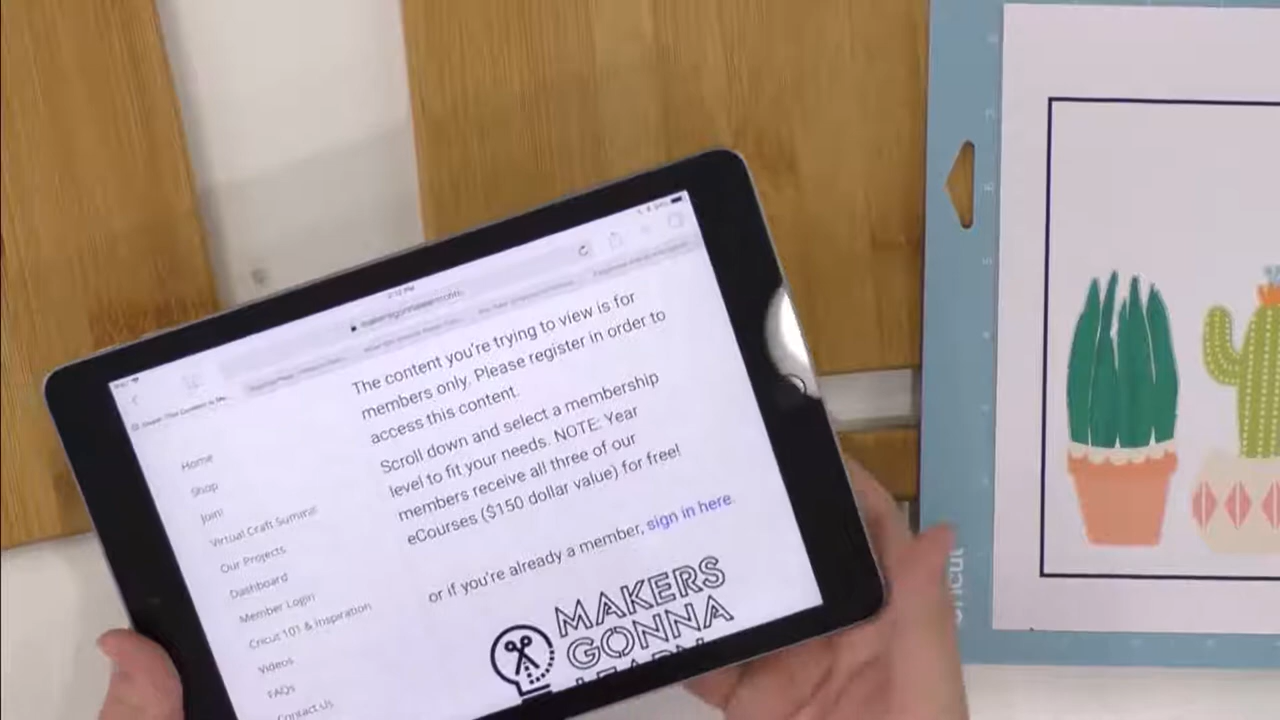 The content you're trying to view is for
members only. Please register in order to
access this content.
Scroll down and select a membership
level to fit your needs. NOTE: Year
members receive all three of our
eCourses ($150 dollar value) for free!
or if you're already a member, sign in here.
MAKERS
GONNA
LEARN
Home
Shop
Join!
Virtual Craft Summit
Our Projects
Dashboard
Member Login
Cricut 101 & Inspiration
Videos
FAQs
Contact Us
cricut